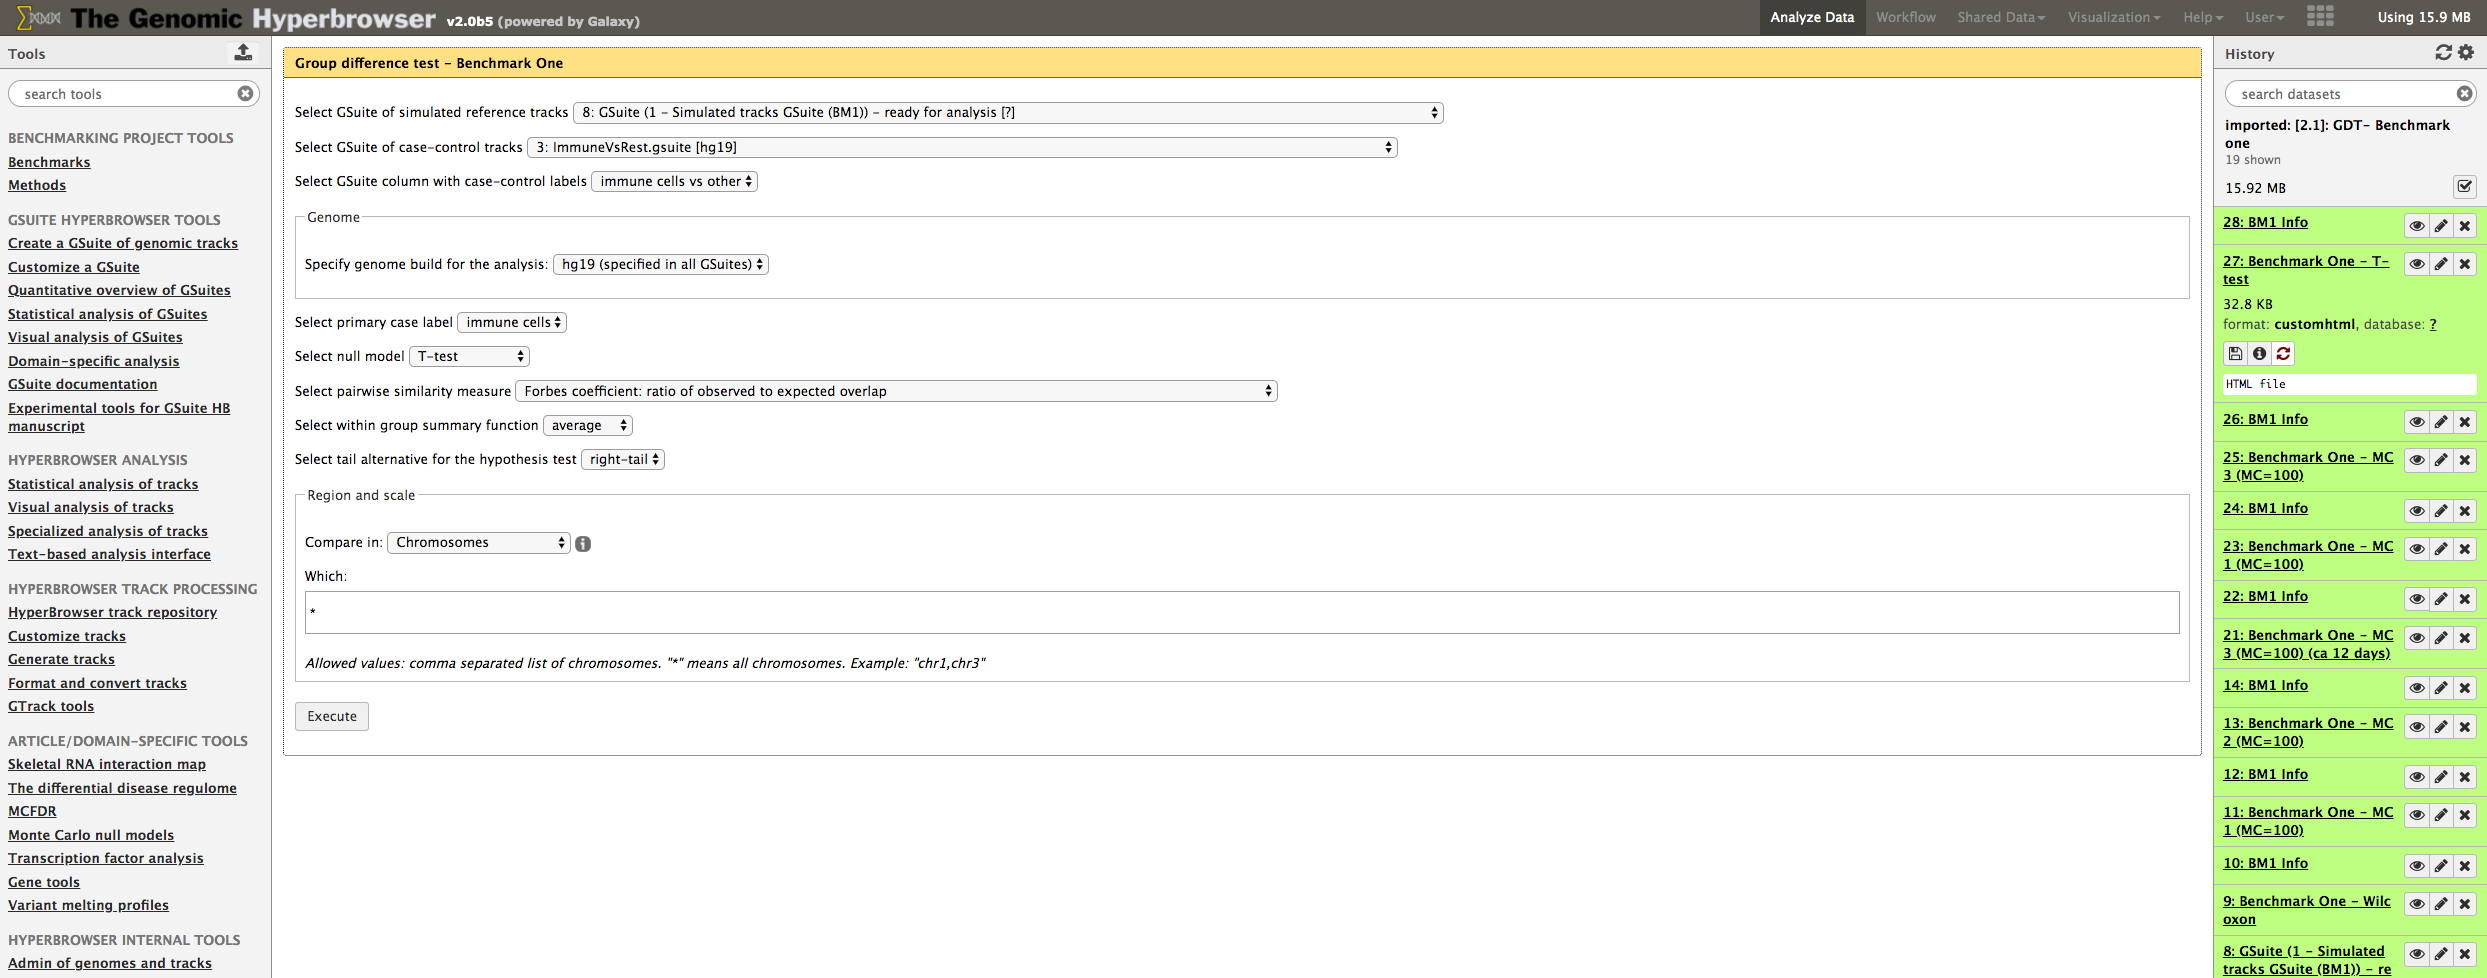 The Genomic Hyperbrowser v2.0b5 (powered by Galaxy)
Analyze Data Workflow Shared Data Visualization Help User Using 15.9 MB
Tools
search tools
BENCHMARKING PROJECT TOOLS
Benchmarks
Methods
GSUITE HYPERBROWSER TOOLS
Create a GSuite of genomic tracks
Customize a GSuite
Quantitative overview of GSuites
Statistical analysis of GSuites
Visual analysis of GSuites
Domain-specific analysis
GSuite documentation
Experimental tools for GSuite HB
manuscript
HYPERBROWSER ANALYSIS
Statistical analysis of tracks
Visual analysis of tracks
Specialized analysis of tracks
Text-based analysis interface
HYPERBROWSER TRACK PROCESSING
HyperBrowser track repository
Customize tracks
Generate tracks
Format and convert tracks
GTrack tools
ARTICLE/DOMAIN-SPECIFIC TOOLS
Skeletal RNA interaction map
The differential disease regulome
MCFDR
Monte Carlo null models
Transcription factor analysis
Gene tools
Variant melting profiles
HYPERBROWSER INTERNAL TOOLS
Admin of genomes and tracks
Group difference test - Benchmark One
Select GSuite of simulated reference tracks 8: GSuite (1 - Simulated tracks GSuite (BM1)) - ready for analysis [?]
Select GSuite of case-control tracks 3: ImmuneVsRest.gsuite [hg19]
Select GSuite column with case-control labels immune cells vs other
Genome
Specify genome build for the analysis: hg19 (specified in all GSuites)
Select primary case label immune cells
Select null model T-test
Select pairwise similarity measure Forbes coefficient: ratio of observed to expected overlap
Select within group summary function average
Select tail alternative for the hypothesis test right-tail
Region and scale
Compare in: Chromosomes
Which:
*
Allowed values: comma separated list of chromosomes. "*" means all chromosomes. Example: "chr1,chr3"
Execute
History
search datasets
imported: [2.1]: GDT- Benchmark
one
19 shown
15.92 MB
28: BM1 Info
27: Benchmark One - T-
test
32.8 KB
format: customhtml, database: ?
HTML file
26: BM1 Info
25: Benchmark One - MC
3 (MC=100)
24: BM1 Info
23: Benchmark One - MC
1 (MC=100)
22: BM1 Info
21: Benchmark One - MC
3 (MC=100) (ca 12 days)
14: BM1 Info
13: Benchmark One - MC
2 (MC=100)
12: BM1 Info
11: Benchmark One - MC
1 (MC=100)
10: BM1 Info
9: Benchmark One - Wilc
oxon
8: GSuite (1 - Simulated
tracks GSuite (BM1)) - re